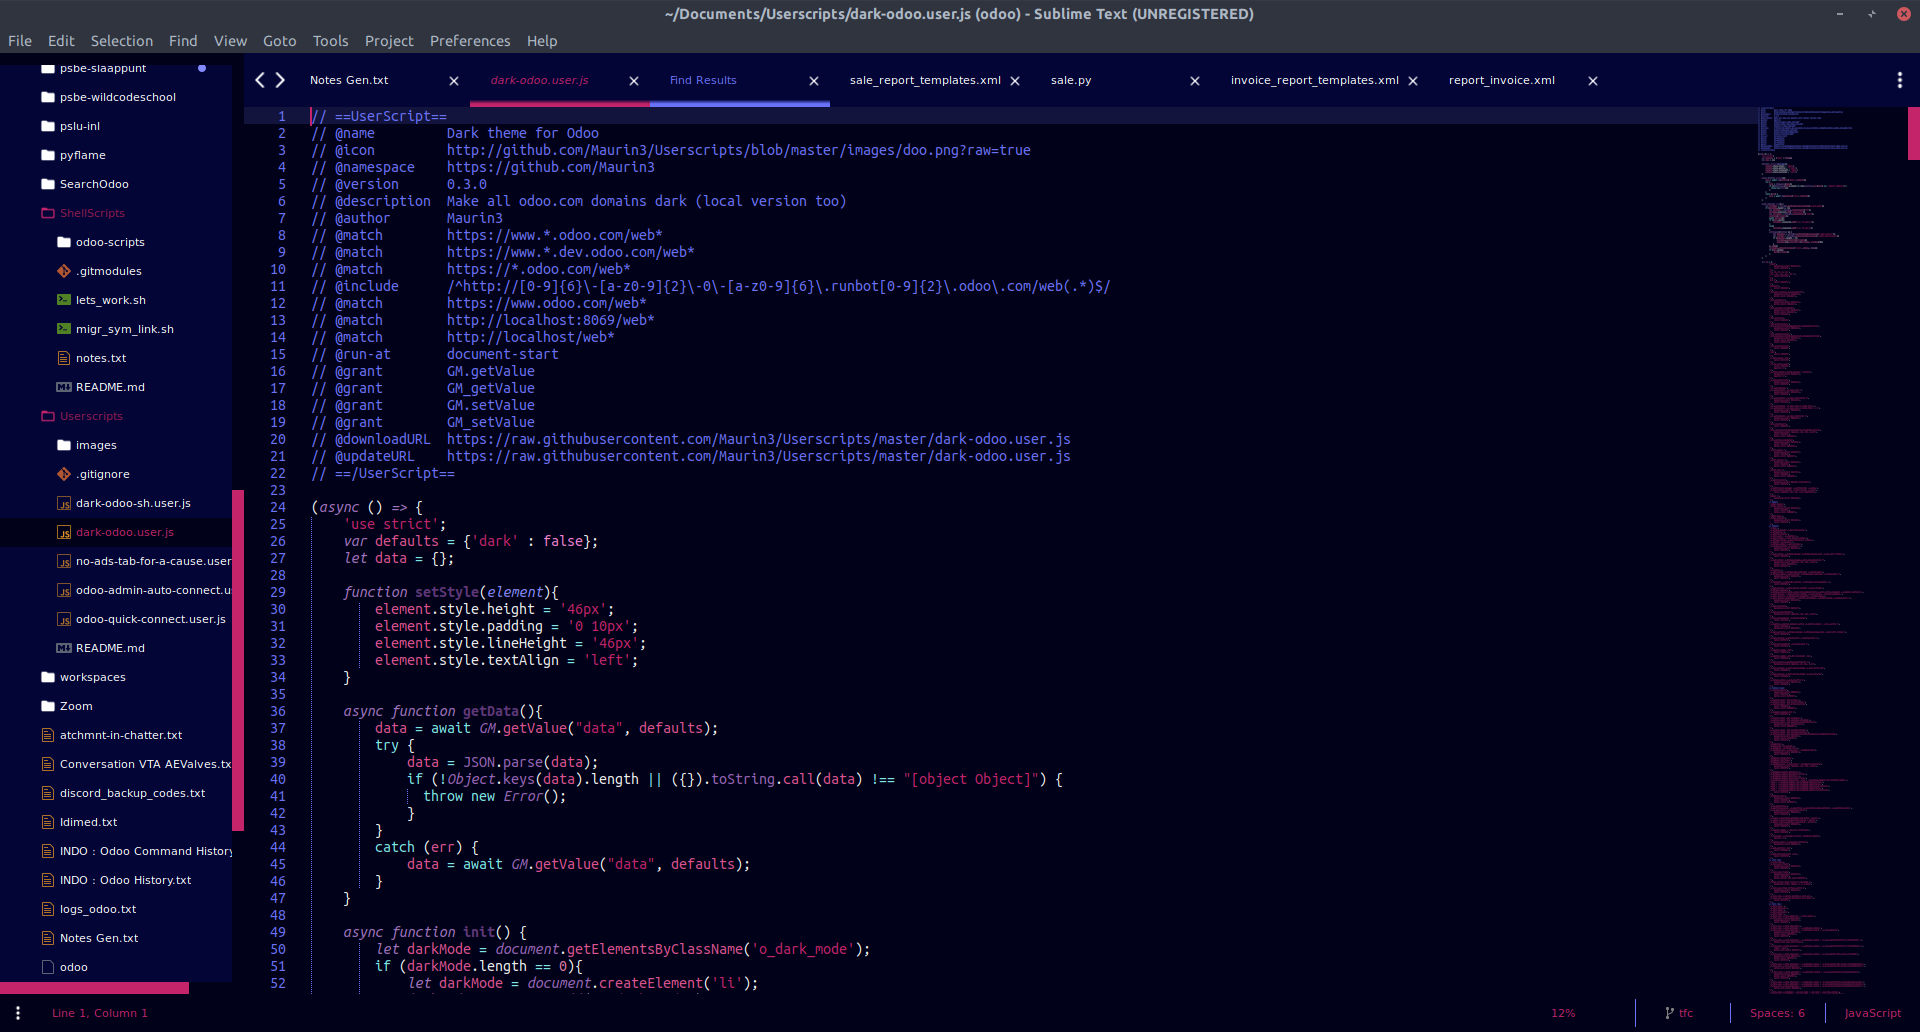 ~/Documents/Userscripts/dark-odoo.user.js (odoo) - Sublime Text (UNREGISTERED)
File Edit Selection Find View Goto Tools Project Preferences Help
psbe-slaappunt
psbe-wildcodeschool
pslu-inl
pyflame
SearchOdoo
ShellScripts
odoo-scripts
.gitmodules
lets_work.sh
migr_sym_link.sh
notes.txt
README.md
Userscripts
images
.gitignore
dark-odoo-sh.user.js
dark-odoo.user.js
no-ads-tab-for-a-cause.user
odoo-admin-auto-connect.u
odoo-quick-connect.user.js
README.md
workspaces
Zoom
atchmnt-in-chatter.txt
Conversation VTA AEValves.tx
discord_backup_codes.txt
Idimed.txt
INDO : Odoo Command History
INDO : Odoo History.txt
logs_odoo.txt
Notes Gen.txt
odoo
Notes Gen.txt dark-odoo.user.js Find Results sale_report_templates.xml sale.py invoice_report_templates.xml report_invoice.xml
1 // ==UserScript==
2 // @name Dark theme for Odoo
3 // @icon http://github.com/Maurin3/Userscripts/blob/master/images/doo.png?raw=true
4 // @namespace https://github.com/Maurin3
5 // @version 0.3.0
6 // @description Make all odoo.com domains dark (local version too)
7 // @author Maurin3
8 // @match https://www.*.odoo.com/web*
9 // @match https://www.*.dev.odoo.com/web*
10 // @match https://*.odoo.com/web*
11 // @include /^http://[0-9]{6}\-[a-z0-9]{2}\-0\-[a-z0-9]{6}\.runbot[0-9]{2}\.odoo\.com/web(.*)$/
12 // @match https://www.odoo.com/web*
13 // @match http://localhost:8069/web*
14 // @match http://localhost/web*
15 // @run-at document-start
16 // @grant GM.getValue
17 // @grant GM_getValue
18 // @grant GM.setValue
19 // @grant GM_setValue
20 // @downloadURL https://raw.githubusercontent.com/Maurin3/Userscripts/master/dark-odoo.user.js
21 // @updateURL https://raw.githubusercontent.com/Maurin3/Userscripts/master/dark-odoo.user.js
22 // ==/UserScript==
23
24 (async () => {
25 'use strict';
26 var defaults = {'dark' : false};
27 let data = {};
28
29 function setStyle(element){
30 element.style.height = '46px';
31 element.style.padding = '0 10px';
32 element.style.lineHeight = '46px';
33 element.style.textAlign = 'left';
34 }
35
36 async function getData(){
37 data = await GM.getValue("data", defaults);
38 try {
39 data = JSON.parse(data);
40 if (!Object.keys(data).length || ({}).toString.call(data) !== "[object Object]") {
41 throw new Error();
42 }
43 }
44 catch (err) {
45 data = await GM.getValue("data", defaults);
46 }
47 }
48
49 async function init() {
50 let darkMode = document.getElementsByClassName('o_dark_mode');
51 if (darkMode.length == 0){
52 let darkMode = document.createElement('li');
Line 1, Column 1 12% tfc Spaces: 6 JavaScript